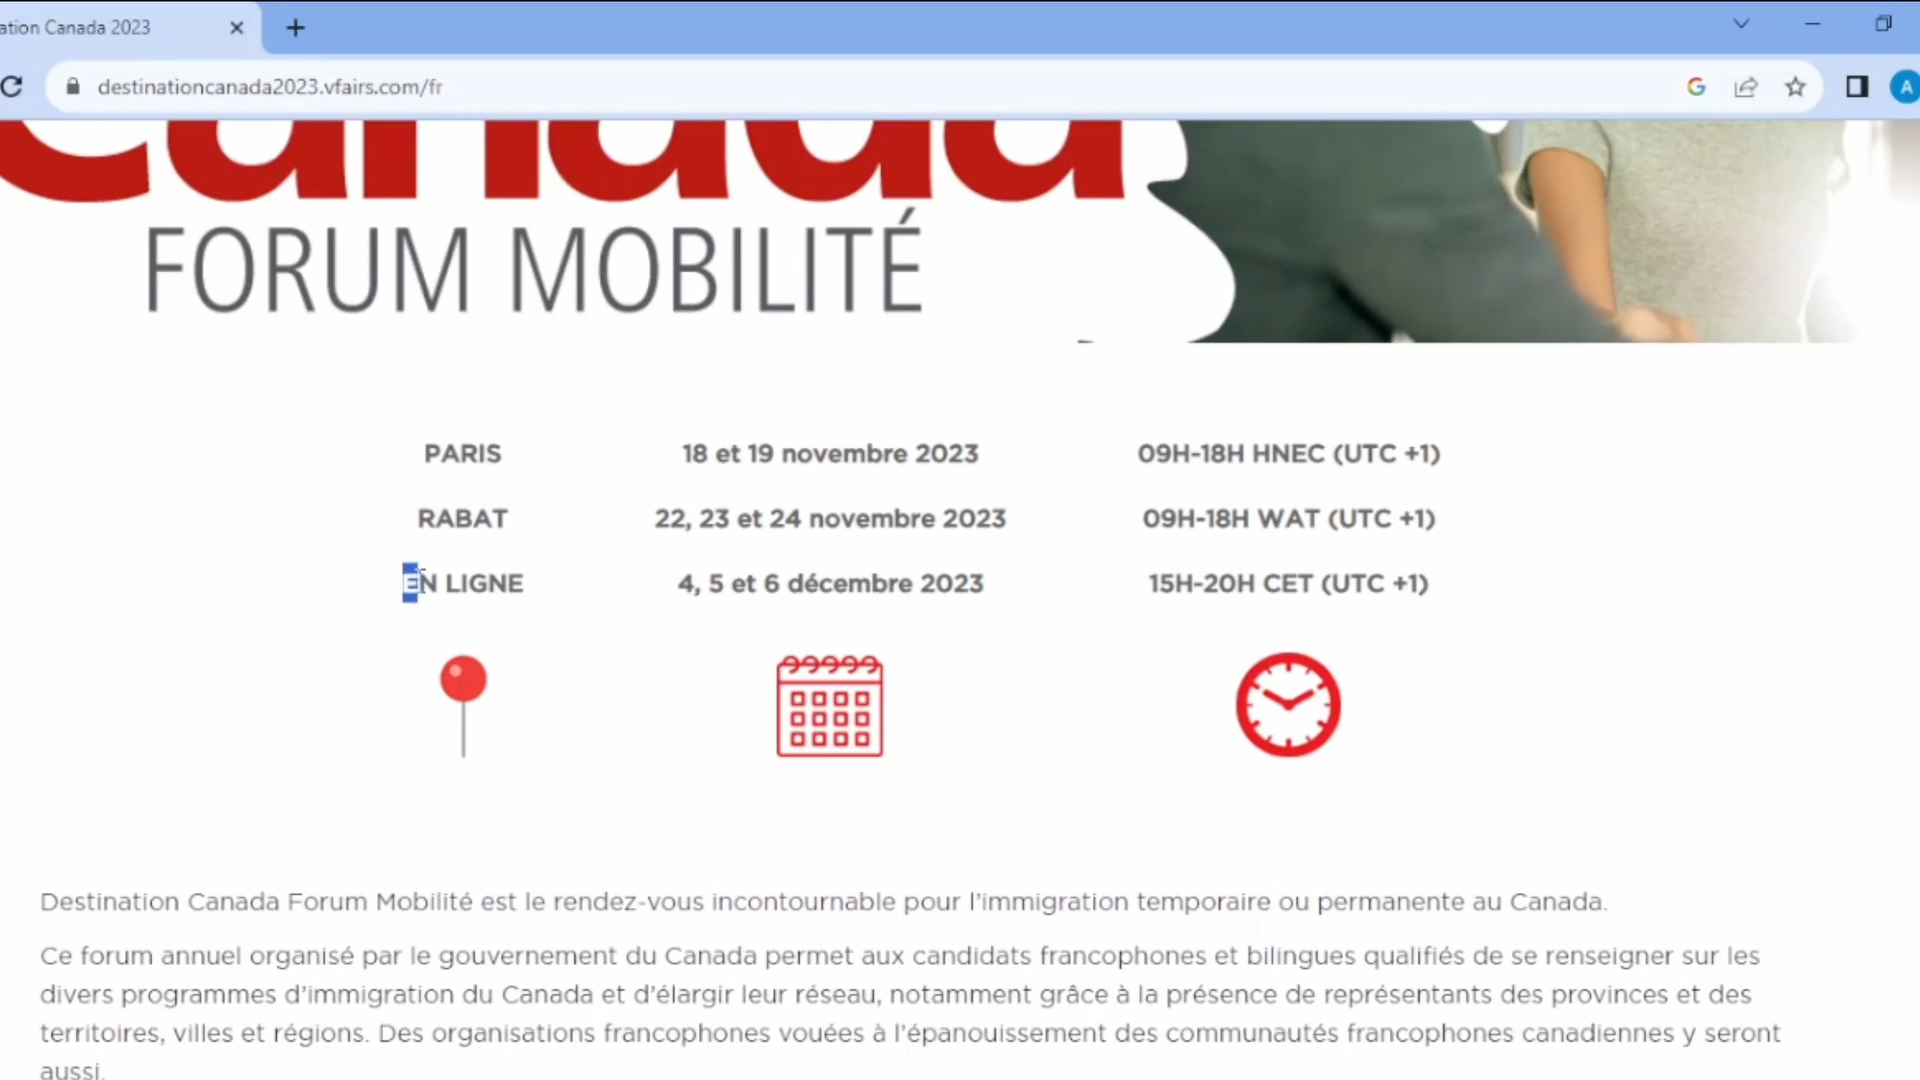 ation Canada 2023
destinationcanada2023.vfairs.com/fr
A
Canada
FORUM MOBILITÉ
PARIS 18 et 19 novembre 2023 09H-18H HNEC (UTC +1)
RABAT 22, 23 et 24 novembre 2023 09H-18H WAT (UTC +1)
EN LIGNE 4, 5 et 6 décembre 2023 15H-20H CET (UTC +1)
Destination Canada Forum Mobilité est le rendez-vous incontournable pour l’immigration temporaire ou permanente au Canada.
Ce forum annuel organisé par le gouvernement du Canada permet aux candidats francophones et bilingues qualifiés de se renseigner sur les
divers programmes d’immigration du Canada et d’élargir leur réseau, notamment grâce à la présence de représentants des provinces et des
territoires, villes et régions. Des organisations francophones vouées à l’épanouissement des communautés francophones canadiennes y seront
aussi.